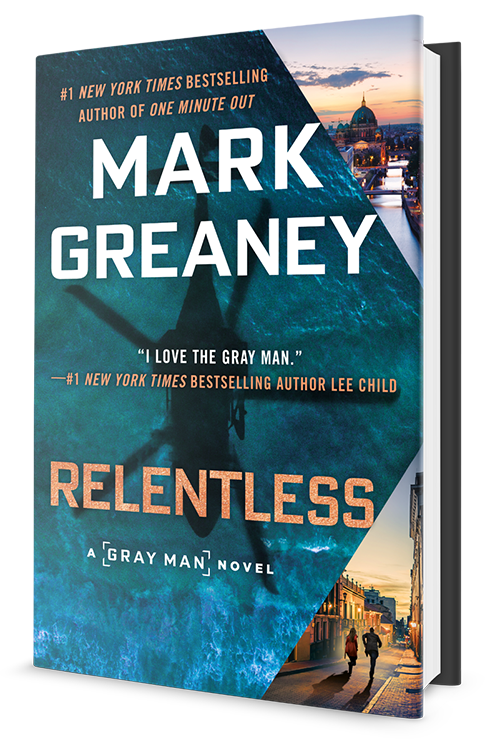 #1 NEW YORK TIMES BESTSELLING
AUTHOR OF ONE MINUTE OUT
MARK
GREANEY
“I LOVE THE GRAY MAN.”
—#1 NEW YORK TIMES BESTSELLING AUTHOR LEE CHILD
RELENTLESS
A [GRAY MAN] NOVEL